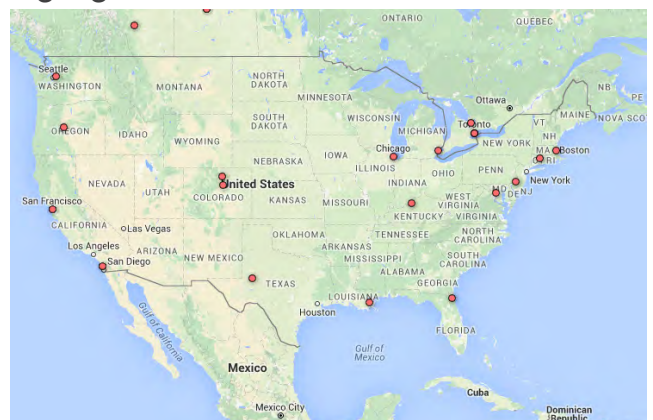 ONTARIO
QUEBEC
Seattle
WASHINGTON
MONTANA
NORTH
DAKOTA
MINNESOTA
Ottawa
NB
PE
MAINE
NOVA SCO
OREGON
IDAHO
SOUTH
DAKOTA
WISCONSIN
MICHIGAN
Toronto
VT
NH
WYOMING
NEW YORK
MA
Boston
Chicago
IOWA
NEBRASKA
ILLINOIS
INDIANA
OHIO
PENN
RI
New York
NEVADA
UTAH
COLORADO
United States
KANSAS
MISSOURI
WEST
VIRGINIA
MD
DE
NJ
San Francisco
CALIFORNIA
KENTUCKY
VIRGINIA
Las Vegas
OKLAHOMA
TENNESSEE
NORTH
CAROLINA
Los Angeles
ARIZONA
NEW MEXICO
ARKANSAS
MISSISSIPPI
SOUTH
CAROLINA
San Diego
ALABAMA
TEXAS
LOUISIANA
GEORGIA
Houston
FLORIDA
Gulf of
California
Gulf of
Mexico
Mexico
Cuba
Mexico City
Dominican
Republic